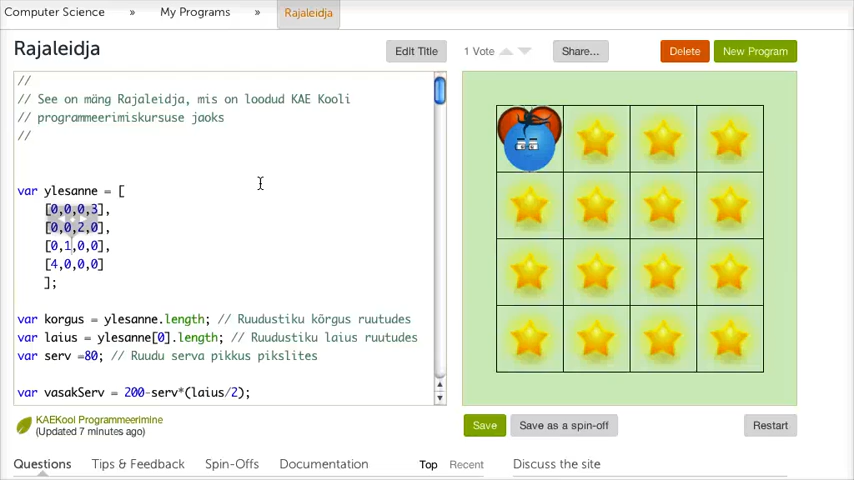 Computer Science » My Programs » Rajaleidja
Rajaleidja
Edit Title
1 Vote
Share...
Delete
New Program
//
// See on mäng Rajaleidja, mis on loodud KAE Kooli
// programmeerimiskursuse jaoks
//
var ylesanne = [
[0,0,0,3],
[0,0,2,0],
[0,1,0,0],
[4,0,0,0]
];
var korgus = ylesanne.length; // Ruudustiku kõrgus ruutudes
var laius = ylesanne[0].length; // Ruudustiku laius ruutudes
var serv =80; // Ruudu serva pikkus pikslites
var vasakServ = 200-serv*(laius/2);
KAEKool Programmeerimine
(Updated 7 minutes ago)
Save
Save as a spin-off
Restart
Questions Tips & Feedback Spin-Offs Documentation Top Recent
Discuss the site